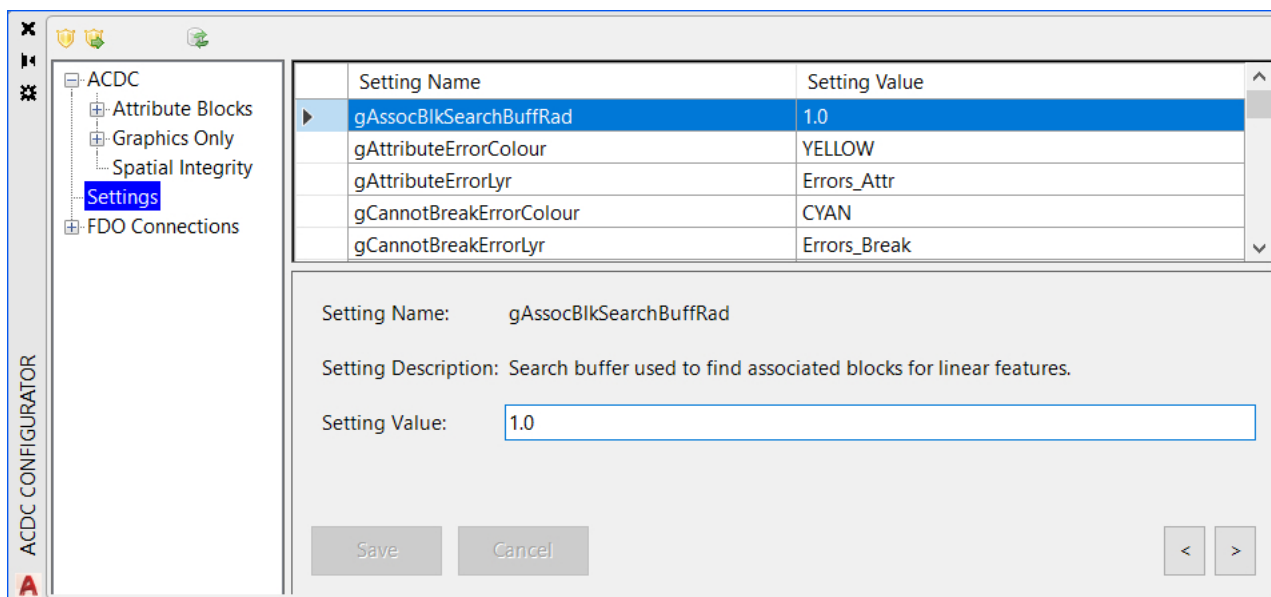 ACDC CONFIGURATOR
ACDC
Attribute Blocks
Graphics Only
Spatial Integrity
Settings
FDO Connections
Setting Name Setting Value
gAssocBlkSearchBuffRad 1.0
gAttributeErrorColour YELLOW
gAttributeErrorLyr Errors_Attr
gCannotBreakErrorColour CYAN
gCannotBreakErrorLyr Errors_Break
Setting Name: gAssocBlkSearchBuffRad
Setting Description: Search buffer used to find associated blocks for linear features.
Setting Value: 1.0
Save Cancel < >